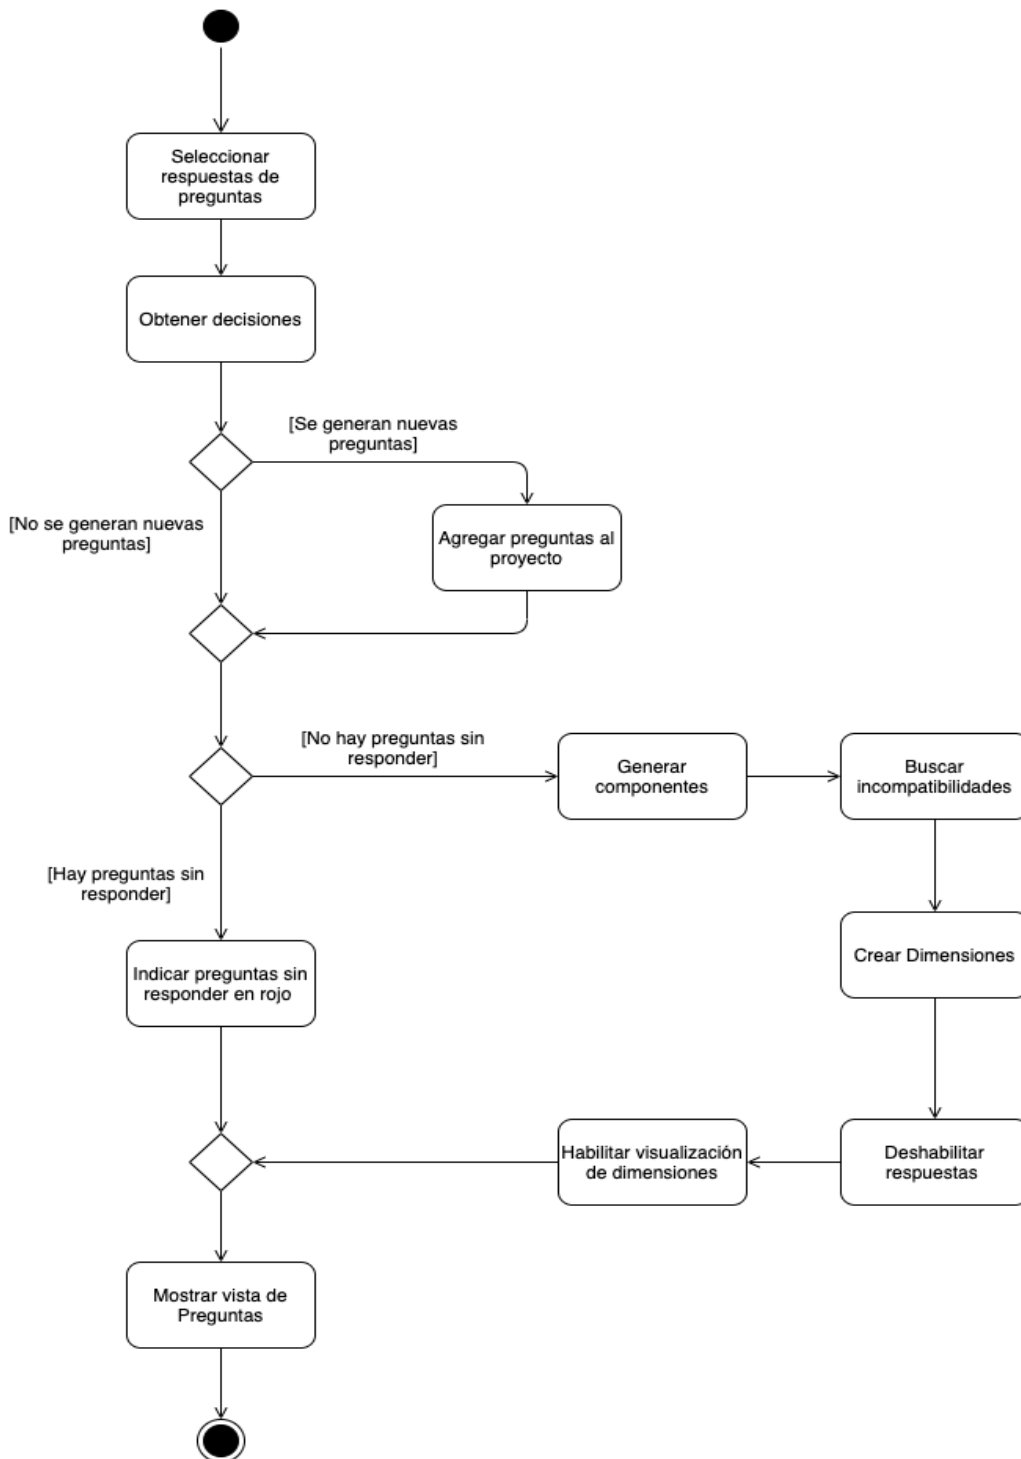 Seleccionar
respuestas de
preguntas
Obtener decisiones
[Se generan nuevas
preguntas]
[No se generan nuevas
preguntas]
Agregar preguntas al
proyecto
[No hay preguntas sin
responder]
Generar
componentes
Buscar
incompatibilidades
[Hay preguntas sin
responder]
Crear Dimensiones
Indicar preguntas sin
responder en rojo
Habilitar visualización
de dimensiones
Deshabilitar
respuestas
Mostrar vista de
Preguntas